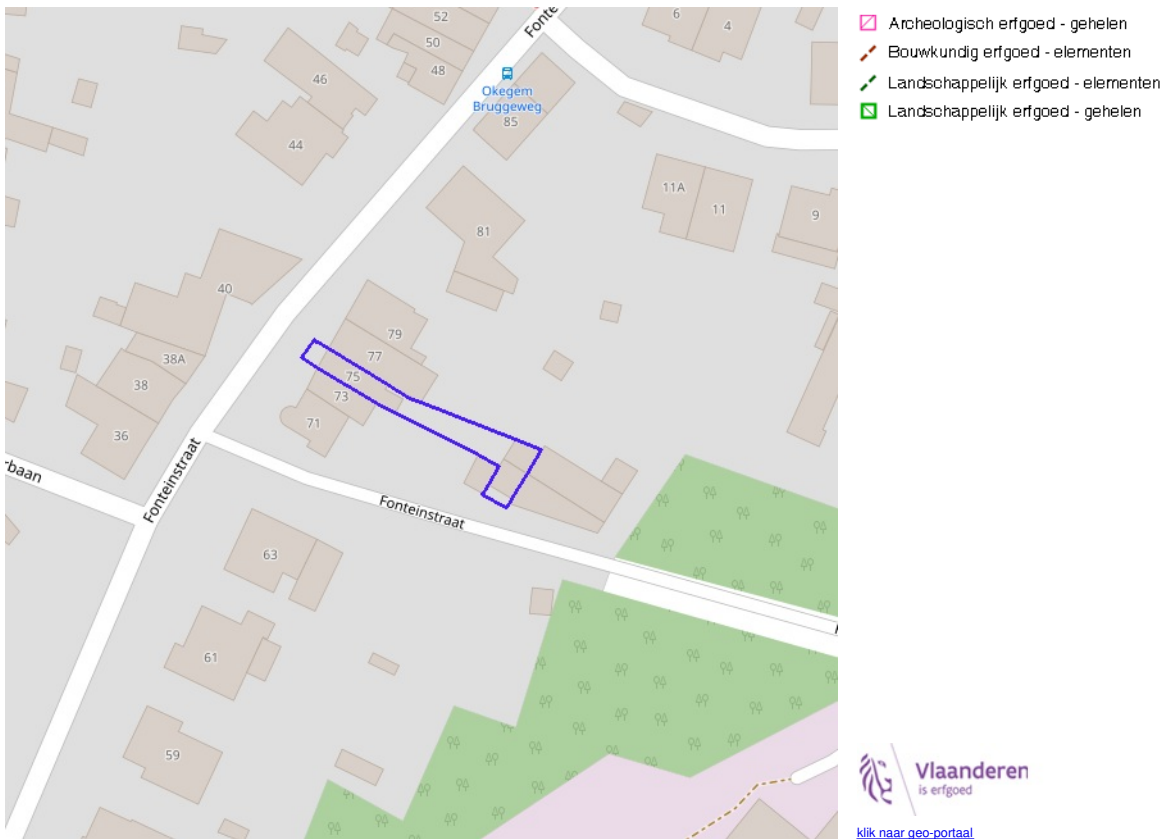 52
50
48
46
44
6
4
Fonte
Okegem
Bruggeweg
85
11A
11
9
81
40
79
77
75
73
71
38A
38
36
rbaan
Fonteinstraat
Fonteinstraat
63
61
59
Archeologisch erfgoed - gehelen
Bouwkundig erfgoed - elementen
Landschappelijk erfgoed - elementen
Landschappelijk erfgoed - gehelen
Vlaanderen
is erfgoed
klik naar geo-portaal